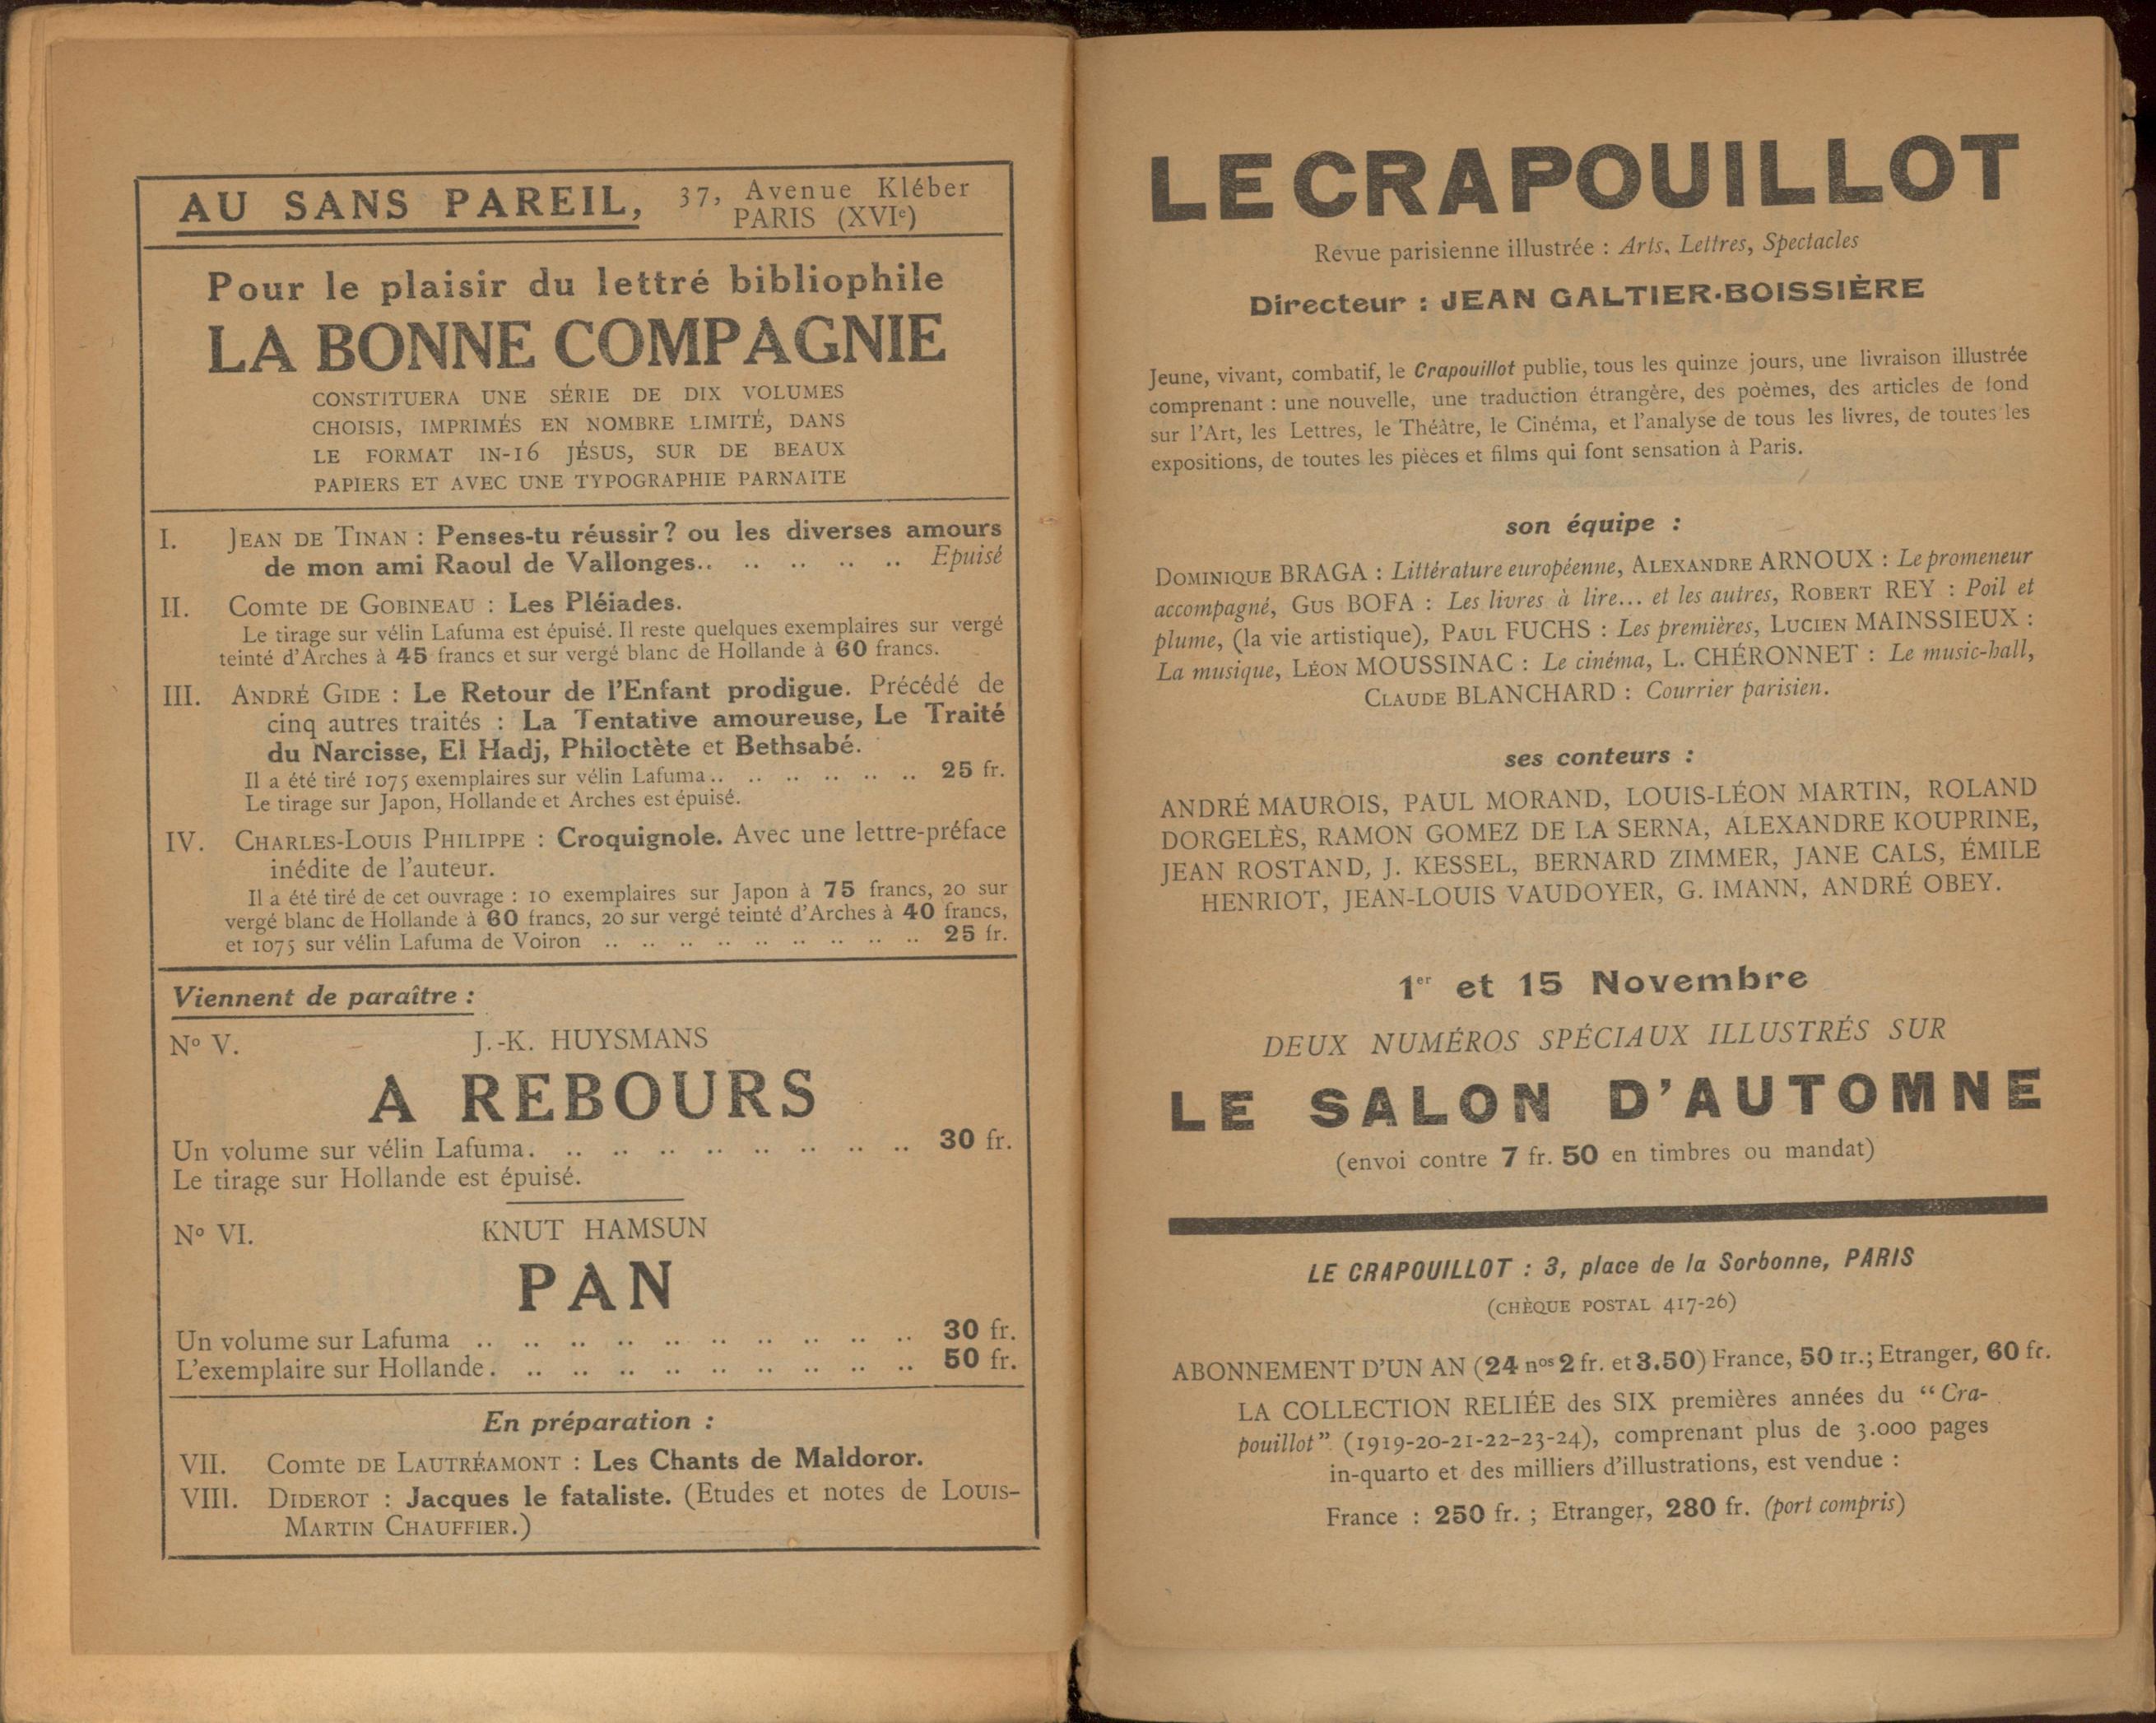 AU SANS PAREIL, 37, Avenue Kléber
PARIS (XVIe)
Pour le plaisir du lettré bibliophile
LA BONNE COMPAGNIE
CONSTITUERA UNE SÉRIE DE DIX VOLUMES
CHOISIS, IMPRIMÉS EN NOMBRE LIMITÉ, DANS
LE FORMAT IN-16 JÉSUS, SUR DE BEAUX
PAPIERS ET AVEC UNE TYPOGRAPHIE PARNAITE
I. JEAN DE TINAN : Penses-tu réussir ? ou les diverses amours
de mon ami Raoul de Vallonges.. .. .. .. .. Epuisé
II. Comte DE GOBINEAU : Les Pléiades.
Le tirage sur vélin Lafuma est épuisé. Il reste quelques exemplaires sur vergé
teinté d'Arches à 45 francs et sur vergé blanc de Hollande à 60 francs.
III. ANDRÉ GIDE : Le Retour de l'Enfant prodigue. Précédé de
cinq autres traités : La Tentative amoureuse, Le Traité
du Narcisse, El Hadj, Philoctète et Bethsabé.
Il a été tiré 1075 exemplaires sur vélin Lafuma.. .. .. .. .. .. 25 fr.
Le tirage sur Japon, Hollande et Arches est épuisé.
IV. CHARLES-LOUIS PHILIPPE : Croquignole. Avec une lettre-préface
inédite de l'auteur.
Il a été tiré de cet ouvrage : 10 exemplaires sur Japon à 75 francs, 20 sur
vergé blanc de Hollande à 60 francs, 20 sur vergé teinté d'Arches à 40 francs,
et 1075 sur vélin Lafuma de Voiron .. .. .. .. .. .. .. .. .. 25 fr.
Viennent de paraître :
No V. J.-K. HUYSMANS
A REBOURS
Un volume sur vélin Lafuma. .. .. .. .. .. .. .. .. 30 fr.
Le tirage sur Hollande est épuisé.
No VI. KNUT HAMSUN
PAN
Un volume sur Lafuma .. .. .. .. .. .. .. .. .. .. 30 fr.
L'exemplaire sur Hollande. .. .. .. .. .. .. .. .. .. 50 fr.
En préparation :
VII. Comte DE LAUTRÉAMONT : Les Chants de Maldoror.
VIII. DIDEROT : Jacques le fataliste. (Etudes et notes de LOUIS-
MARTIN CHAUFFIER.)
LE CRAPOUILLOT
Revue parisienne illustrée : Arts, Lettres, Spectacles
Directeur : JEAN GALTIER-BOISSIÈRE
Jeune, vivant, combatif, le Crapouillot publie, tous les quinze jours, une livraison illustrée
comprenant : une nouvelle, une traduction étrangère, des poèmes, des articles de fond
sur l'Art, les Lettres, le Théâtre, le Cinéma, et l'analyse de tous les livres, de toutes les
expositions, de toutes les pièces et films qui font sensation à Paris.
son équipe :
DOMINIQUE BRAGA : Littérature européenne, ALEXANDRE ARNOUX : Le promeneur
accompagné, GUS BOFA : Les livres à lire... et les autres, ROBERT REY : Poil et
plume, (la vie artistique), PAUL FUCHS : Les premières, LUCIEN MAINSSIEUX :
La musique, LÉON MOUSSINAC : Le cinéma, L. CHÉRONNET : Le music-hall,
CLAUDE BLANCHARD : Courrier parisien.
ses conteurs :
ANDRÉ MAUROIS, PAUL MORAND, LOUIS-LÉON MARTIN, ROLAND
DORGELÈS, RAMON GOMEZ DE LA SERNA, ALEXANDRE KOUPRINE,
JEAN ROSTAND, J. KESSEL, BERNARD ZIMMER, JANE CALS, ÉMILE
HENRIOT, JEAN-LOUIS VAUDOYER, G. IMANN, ANDRÉ OBEY.
1er et 15 Novembre
DEUX NUMÉROS SPÉCIAUX ILLUSTRÉS SUR
LE SALON D'AUTOMNE
(envoi contre 7 fr. 50 en timbres ou mandat)
LE CRAPOUILLOT : 3, place de la Sorbonne, PARIS
(CHÈQUE POSTAL 417-26)
ABONNEMENT D'UN AN (24 nos 2 fr. et 3.50) France, 50 fr.; Etranger, 60 fr.
LA COLLECTION RELIÉE des SIX premières années du "Cra-
pouillot" (1919-20-21-22-23-24), comprenant plus de 3.000 pages
in-quarto et des milliers d'illustrations, est vendue :
France : 250 fr. ; Etranger, 280 fr. (port compris)